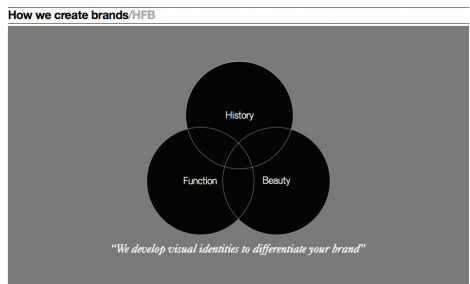 How we create brands/HFB
History
Function Beauty
“We develop visual identities to differentiate your brand”